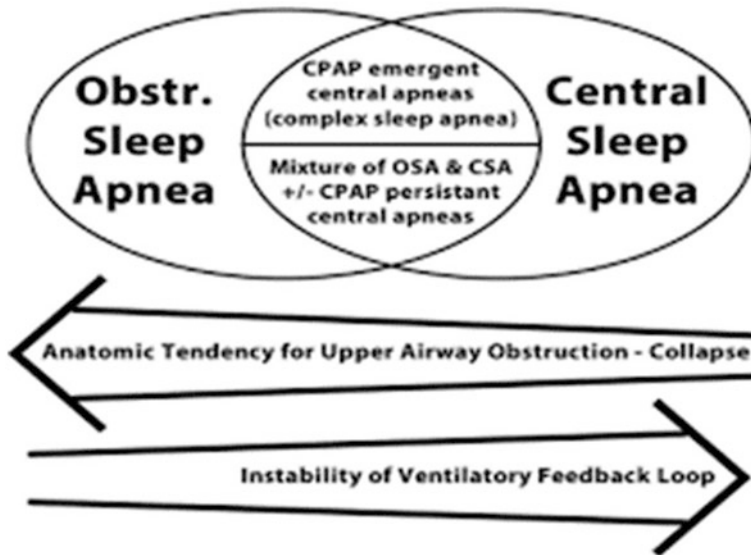 Obstr.
Sleep
Apnea
CPAP emergent
central apneas
(complex sleep apnea)
Mixture of OSA & CSA
+/- CPAP persistant
central apneas
Central
Sleep
Apnea
Anatomic Tendency for Upper Airway Obstruction - Collapse
Instability of Ventilatory Feedback Loop